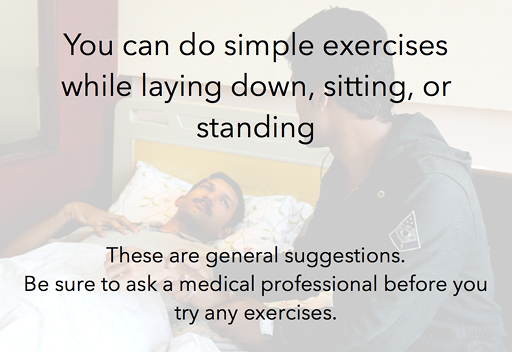 You can do simple exercises
while laying down, sitting, or
standing
These are general suggestions.
Be sure to ask a medical professional before you
try any exercises.